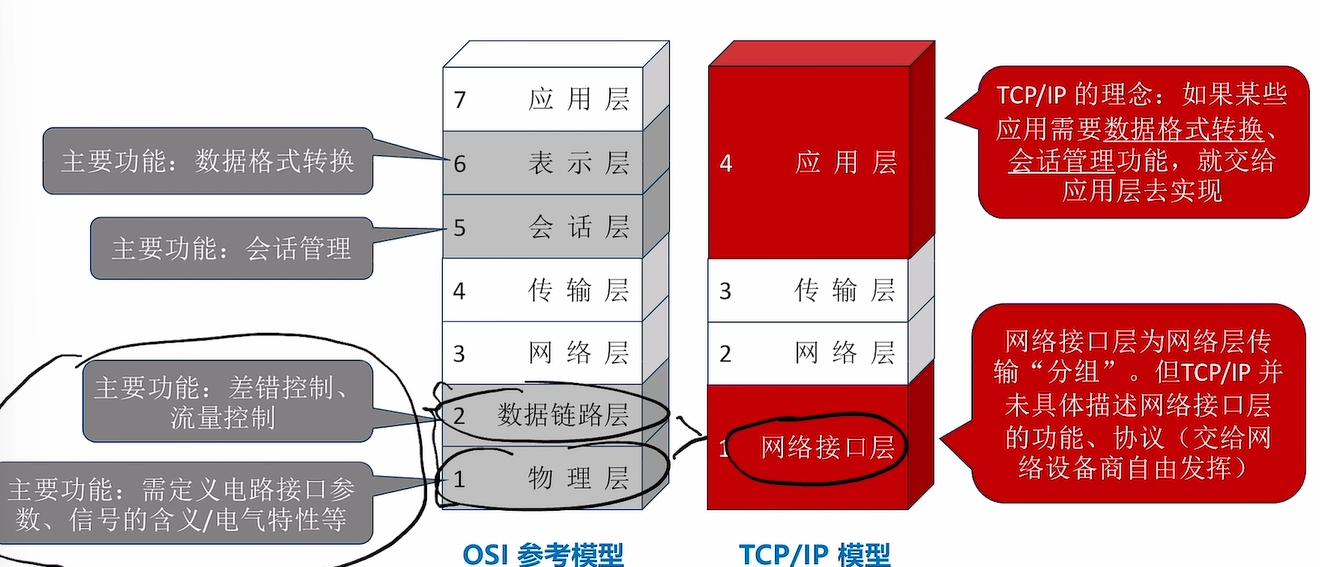 主要功能：数据格式转换
主要功能：会话管理
主要功能：差错控制、
流量控制
主要功能：需定义电路接口参
数、信号的含义/电气特性等
7 应用层
6 表示层
5 会话层
4 传输层
3 网络层
2 数据链路层
1 物理层
OSI 参考模型
4 应用层
3 传输层
2 网络层
1 网络接口层
TCP/IP 模型
TCP/IP 的理念：如果某些
应用需要数据格式转换、
会话管理功能，就交给
应用层去实现
网络接口层为网络层传
输“分组”。但TCP/IP 并
未具体描述网络接口层
的功能、协议（交给网
络设备商自由发挥）